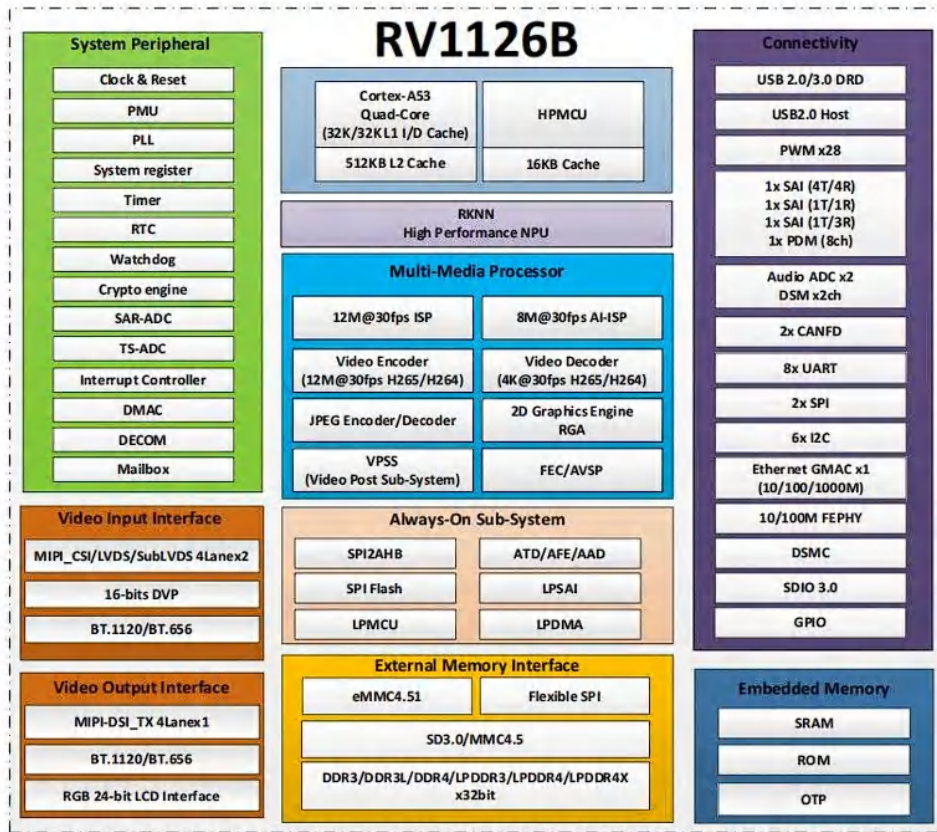 RV1126B
System Peripheral
Clock & Reset
PMU
PLL
System register
Timer
RTC
Watchdog
Crypto engine
SAR-ADC
TS-ADC
Interrupt Controller
DMAC
DECOM
Mailbox
Video Input Interface
MIPI_CSI/LVDS/SubLVDS 4Lanex2
16-bits DVP
BT.1120/BT.656
Video Output Interface
MIPI-DSI_TX 4Lanex1
BT.1120/BT.656
RGB 24-bit LCD Interface
Cortex-A53
Quad-Core
(32K/32KL1 I/D Cache)
512KB L2 Cache
HPMCU
16KB Cache
RKNN
High Performance NPU
Multi-Media Processor
12M@30fps ISP
8M@30fps AI-ISP
Video Encoder
(12M@30fps H265/H264)
Video Decoder
(4K@30fps H265/H264)
JPEG Encoder/Decoder
2D Graphics Engine
RGA
VPSS
(Video Post Sub-System)
FEC/AVSP
Always-On Sub-System
SPI2AHB
ATD/AFE/AAD
SPI Flash
LPSAI
LPMCU
LPDMA
External Memory Interface
eMMC4.51
Flexible SPI
SD3.0/MMC4.5
DDR3/DDR3L/DDR4/LPDDR3/LPDDR4/LPDDR4X
x32bit
Connectivity
USB 2.0/3.0 DRD
USB2.0 Host
PWM x28
1x SAI (4T/4R)
1x SAI (1T/1R)
1x SAI (1T/3R)
1x PDM (8ch)
Audio ADC x2
DSM x2ch
2x CANFD
8x UART
2x SPI
6x I2C
Ethernet GMAC x1
(10/100/1000M)
10/100M FEPHY
DSMC
SDIO 3.0
GPIO
Embedded Memory
SRAM
ROM
OTP